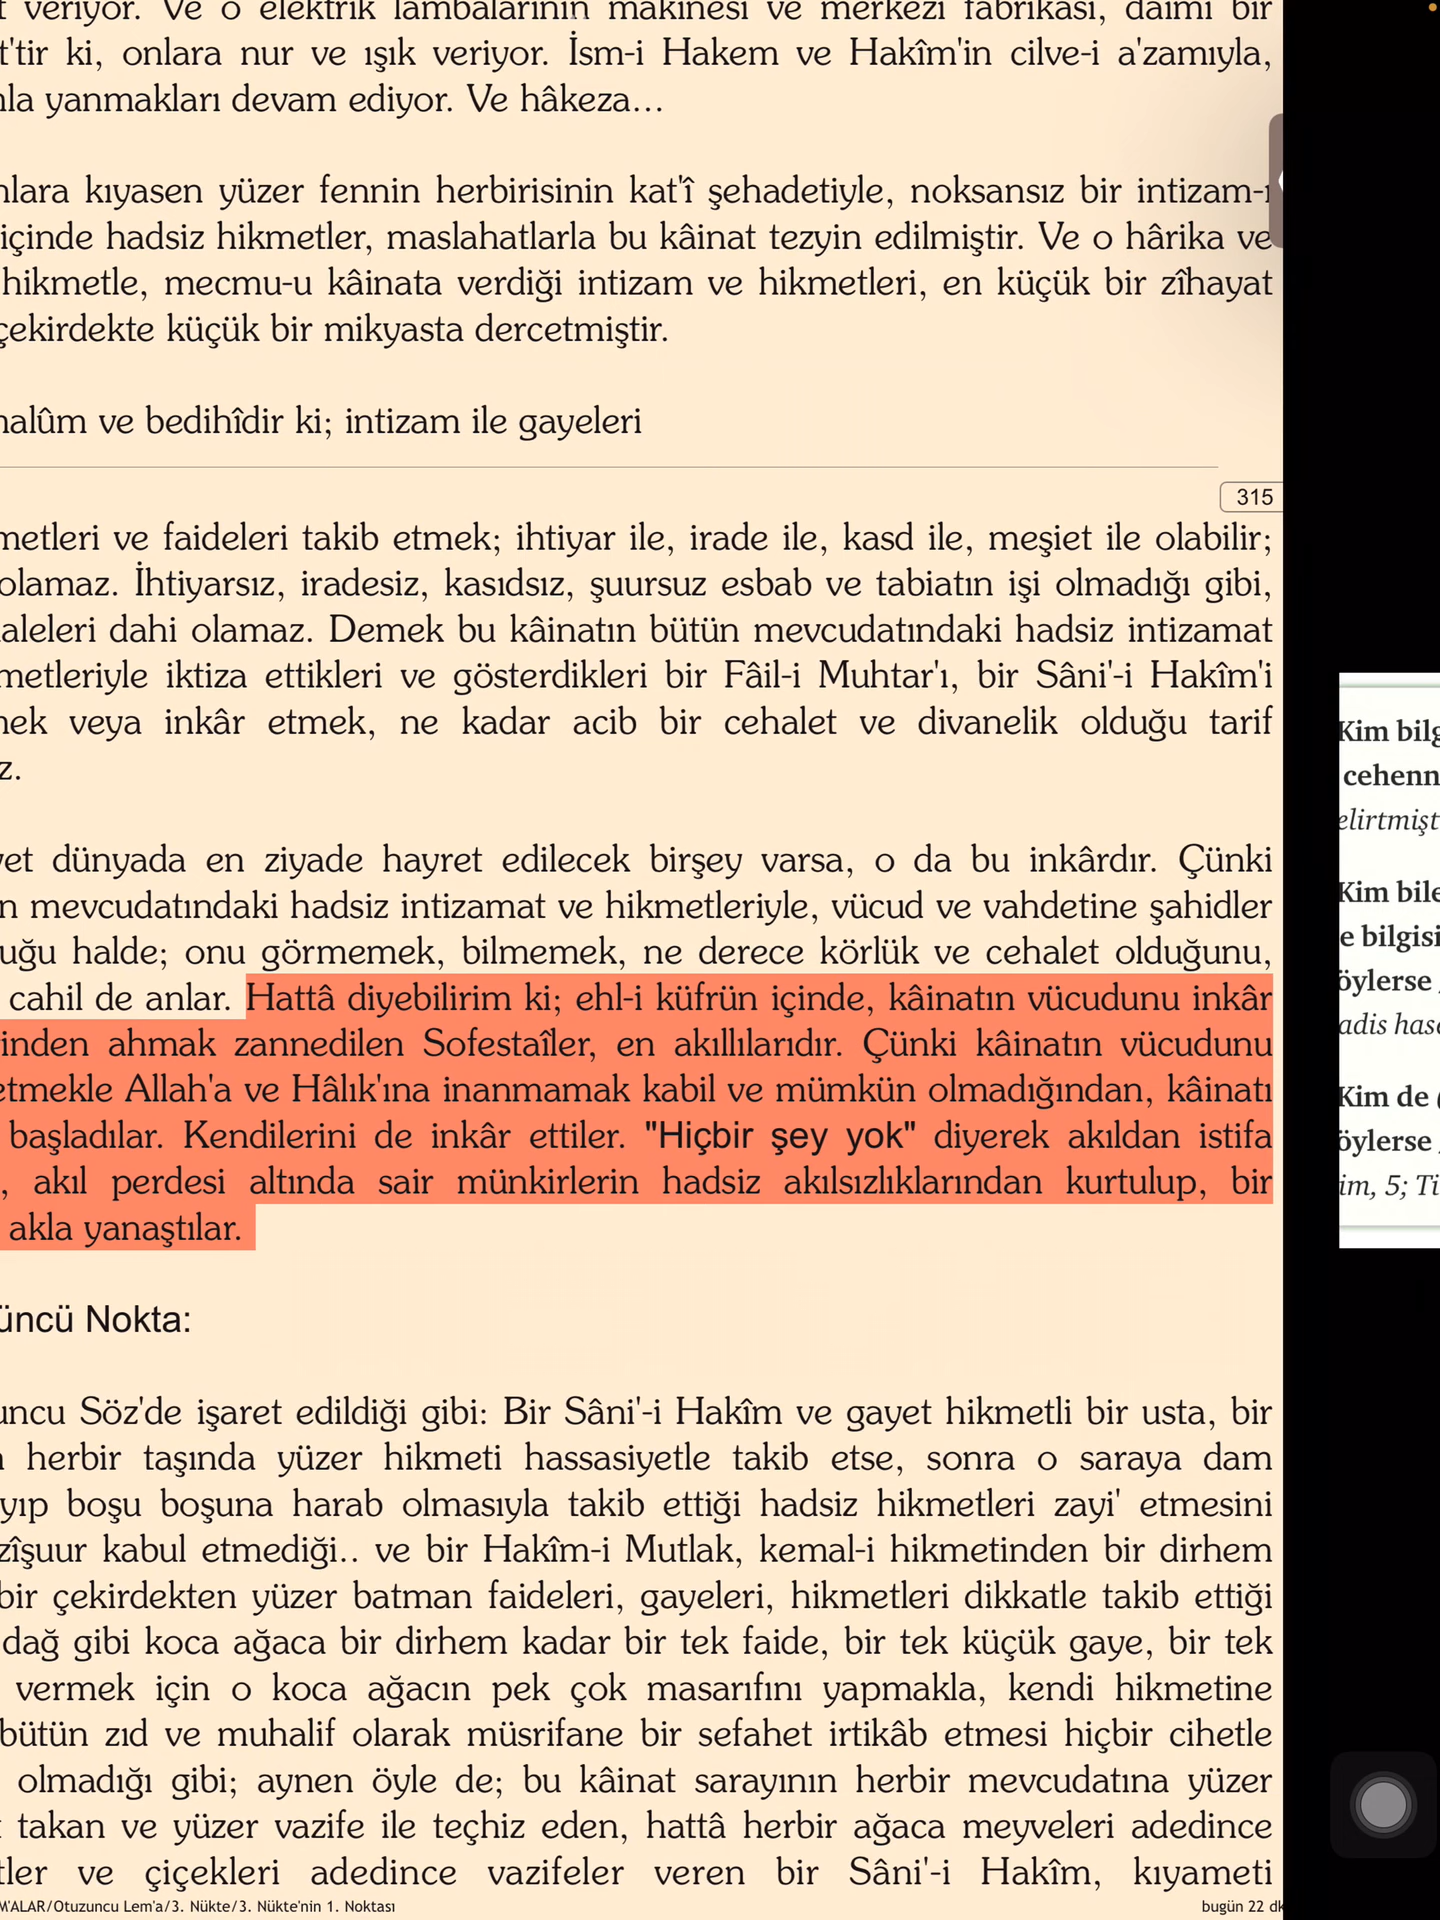 veriyor. Ve o elektrik lambalarının makinesi ve merkezi fabrikası, daimî bir
t'tir ki, onlara nur ve ışık veriyor. İsm-i Hakem ve Hakîm'in cilve-i a'zamıyla,
la yanmakları devam ediyor. Ve hâkeza...
lara kıyasen yüzer fennin herbirisinin kat'î şehadetiyle, noksansız bir intizam-ı
içinde hadsiz hikmetler, maslahatlarla bu kâinat tezyin edilmiştir. Ve o hârika ve
hikmetle, mecmu-u kâinata verdiği intizam ve hikmetleri, en küçük bir zîhayat
çekirdekte küçük bir mikyasta dercetmiştir.
malûm ve bedihîdir ki; intizam ile gayeleri
315
metleri ve faideleri takib etmek; ihtiyar ile, irade ile, kasd ile, meşiet ile olabilir;
olamaz. İhtiyarsız, iradesiz, kasıdsız, şuursuz esbab ve tabiatın işi olmadığı gibi,
aleleri dahi olamaz. Demek bu kâinatın bütün mevcudatındaki hadsiz intizamat
metleriyle iktiza ettikleri ve gösterdikleri bir Fâil-i Muhtar'ı, bir Sâni'-i Hakîm'i
mek veya inkâr etmek, ne kadar acib bir cehalet ve divanelik olduğu tarif
z.
yet dünyada en ziyade hayret edilecek birşey varsa, o da bu inkârdır. Çünki
n mevcudatındaki hadsiz intizamat ve hikmetleriyle, vücud ve vahdetine şahidler
uğu halde; onu görmemek, bilmemek, ne derece körlük ve cehalet olduğunu,
cahil de anlar. Hattâ diyebilirim ki; ehl-i küfrün içinde, kâinatın vücudunu inkâr
inden ahmak zannedilen Sofestaîler, en akıllılarıdır. Çünki kâinatın vücudunu
etmekle Allah'a ve Hâlık'ına inanmamak kabil ve mümkün olmadığından, kâinatı
başladılar. Kendilerini de inkâr ettiler. "Hiçbir şey yok" diyerek akıldan istifa
, akıl perdesi altında sair münkirlerin hadsiz akılsızlıklarından kurtulup, bir
akla yanaştılar.
üncü Nokta:
uncu Söz'de işaret edildiği gibi: Bir Sâni'-i Hakîm ve gayet hikmetli bir usta, bir
herbir taşında yüzer hikmeti hassasiyetle takib etse, sonra o saraya dam
yıp boşu boşuna harab olmasıyla takib ettiği hadsiz hikmetleri zayi' etmesini
zîşuur kabul etmediği.. ve bir Hakîm-i Mutlak, kemal-i hikmetinden bir dirhem
bir çekirdekten yüzer batman faideleri, gayeleri, hikmetleri dikkatle takib ettiği
dağ gibi koca ağaca bir dirhem kadar bir tek faide, bir tek küçük gaye, bir tek
vermek için o koca ağacın pek çok masarıfını yapmakla, kendi hikmetine
bütün zıd ve muhalif olarak müsrifane bir sefahet irtikâb etmesi hiçbir cihetle
olmadığı gibi; aynen öyle de; bu kâinat sarayının herbir mevcudatına yüzer
takan ve yüzer vazife ile teçhiz eden, hattâ herbir ağaca meyveleri adedince
tler ve çiçekleri adedince vazifeler veren bir Sâni'-i Hakîm, kıyameti
M'ALAR/Otuzuncu Lem'a/3. Nükte/3. Nükte'nin 1. Noktası
bugün 22 dk
Kim bilg
cehenn
elirtmişt
Kim bile
e bilgisi
öylerse
adis has
Kim de
öylerse
im, 5; Ti